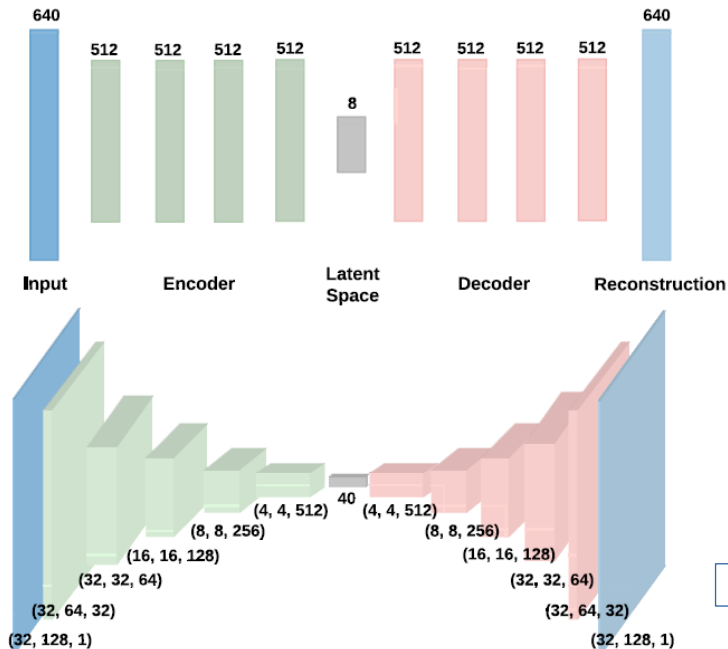 640 640
512 512 512 512 512 512 512 512
8
Input Encoder Latent Space Decoder Reconstruction
40
(4, 4, 512) (4, 4, 512)
(8, 8, 256) (8, 8, 256)
(16, 16, 128) (16, 16, 128)
(32, 32, 64) (32, 32, 64)
(32, 64, 32) (32, 64, 32)
(32, 128, 1) (32, 128, 1)